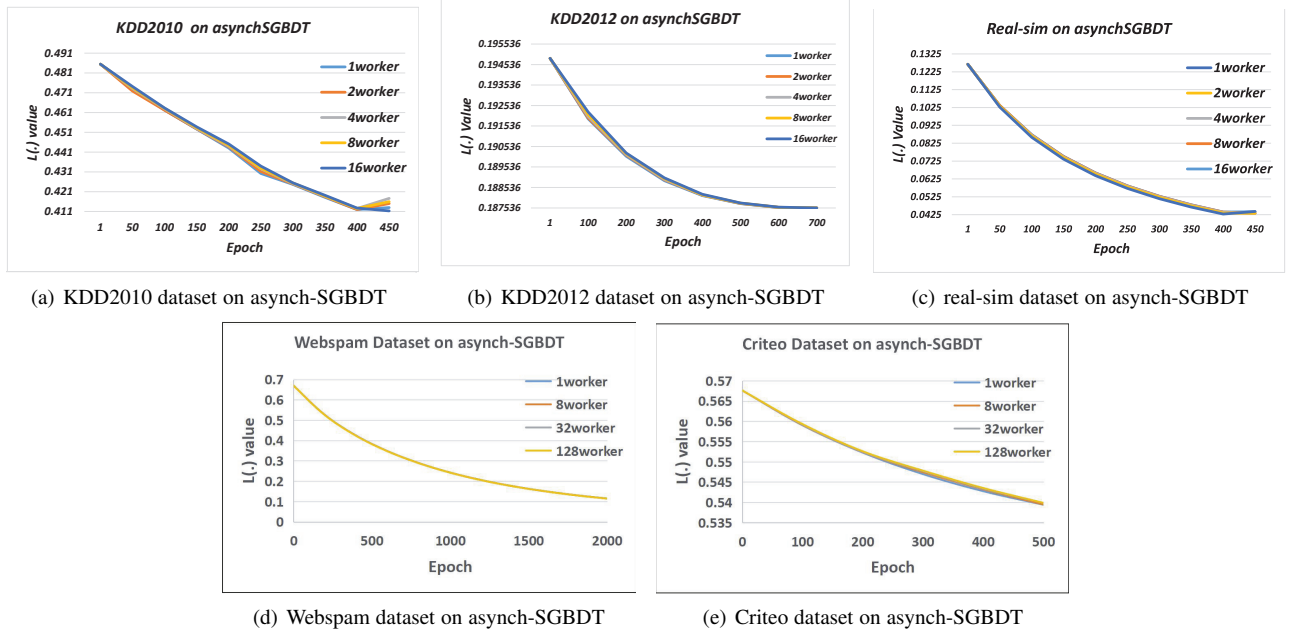 KDD2010 on asynchSGBDT
L(.) value
0.491
0.481
0.471
0.461
0.451
0.441
0.431
0.421
0.411
1 50 100 150 200 250 300 350 400 450
Epoch
1worker
2worker
4worker
8worker
16worker
(a) KDD2010 dataset on asynch-SGBDT
KDD2012 on asynchSGBDT
L(.) Value
0.195536
0.194536
0.193536
0.192536
0.191536
0.190536
0.189536
0.188536
0.187536
1 100 200 300 400 500 600 700
Epoch
1worker
2worker
4worker
8worker
16worker
(b) KDD2012 dataset on asynch-SGBDT
Real-sim on asynchSGBDT
L(.) Value
0.1325
0.1225
0.1125
0.1025
0.0925
0.0825
0.0725
0.0625
0.0525
0.0425
1 50 100 150 200 250 300 350 400 450
Epoch
1worker
2worker
4worker
8worker
16worker
(c) real-sim dataset on asynch-SGBDT
Webspam Dataset on asynch-SGBDT
L(.) value
0.7
0.6
0.5
0.4
0.3
0.2
0.1
0
0 500 1000 1500 2000
Epoch
1worker
8worker
32worker
128worker
(d) Webspam dataset on asynch-SGBDT
Criteo Dataset on asynch-SGBDT
L(.) value
0.57
0.565
0.56
0.555
0.55
0.545
0.54
0.535
0 100 200 300 400 500
Epoch
1worker
8worker
32worker
128worker
(e) Criteo dataset on asynch-SGBDT